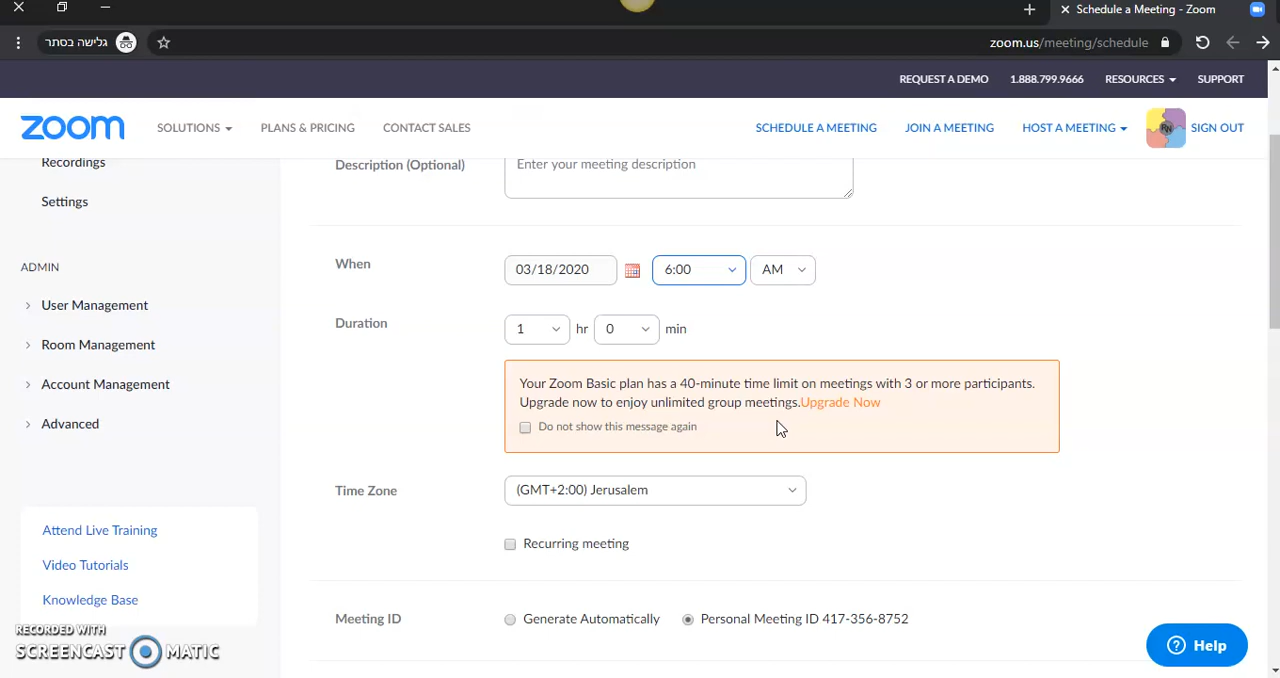 Schedule a Meeting - Zoom
גלישה בסתר
zoom.us/meeting/schedule
REQUEST A DEMO 1.888.799.9666 RESOURCES SUPPORT
zoom SOLUTIONS PLANS & PRICING CONTACT SALES SCHEDULE A MEETING JOIN A MEETING HOST A MEETING SIGN OUT
Recordings
Settings
ADMIN
User Management
Room Management
Account Management
Advanced
Attend Live Training
Video Tutorials
Knowledge Base
Description (Optional) Enter your meeting description
When 03/18/2020 6:00 AM
Duration 1 hr 0 min
Your Zoom Basic plan has a 40-minute time limit on meetings with 3 or more participants.
Upgrade now to enjoy unlimited group meetings.Upgrade Now
Do not show this message again
Time Zone (GMT+2:00) Jerusalem
Recurring meeting
Meeting ID Generate Automatically Personal Meeting ID 417-356-8752
Help
RECORDED WITH
SCREENCAST MATIC